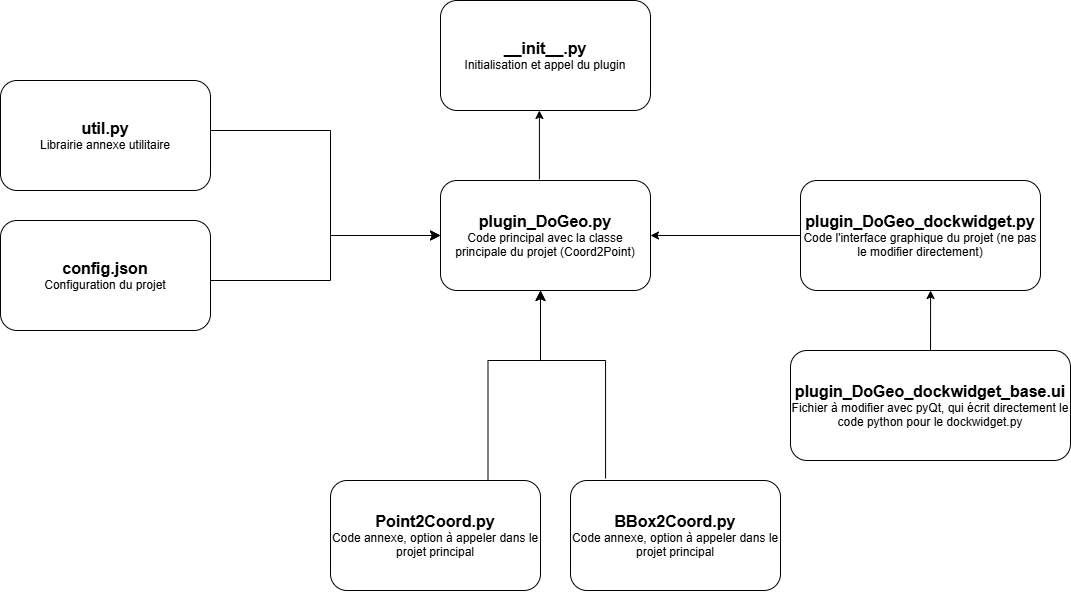 __init__.py
Initialisation et appel du plugin
util.py
Librairie annexe utilitaire
plugin_DoGeo.py
Code principal avec la classe
principale du projet (Coord2Point)
plugin_DoGeo_dockwidget.py
Code l'interface graphique du projet (ne pas
le modifier directement)
config.json
Configuration du projet
plugin_DoGeo_dockwidget_base.ui
Fichier à modifier avec pyQt, qui écrit directement le
code python pour le dockwidget.py
Point2Coord.py
Code annexe, option à appeler dans le
projet principal
BBox2Coord.py
Code annexe, option à appeler dans le
projet principal